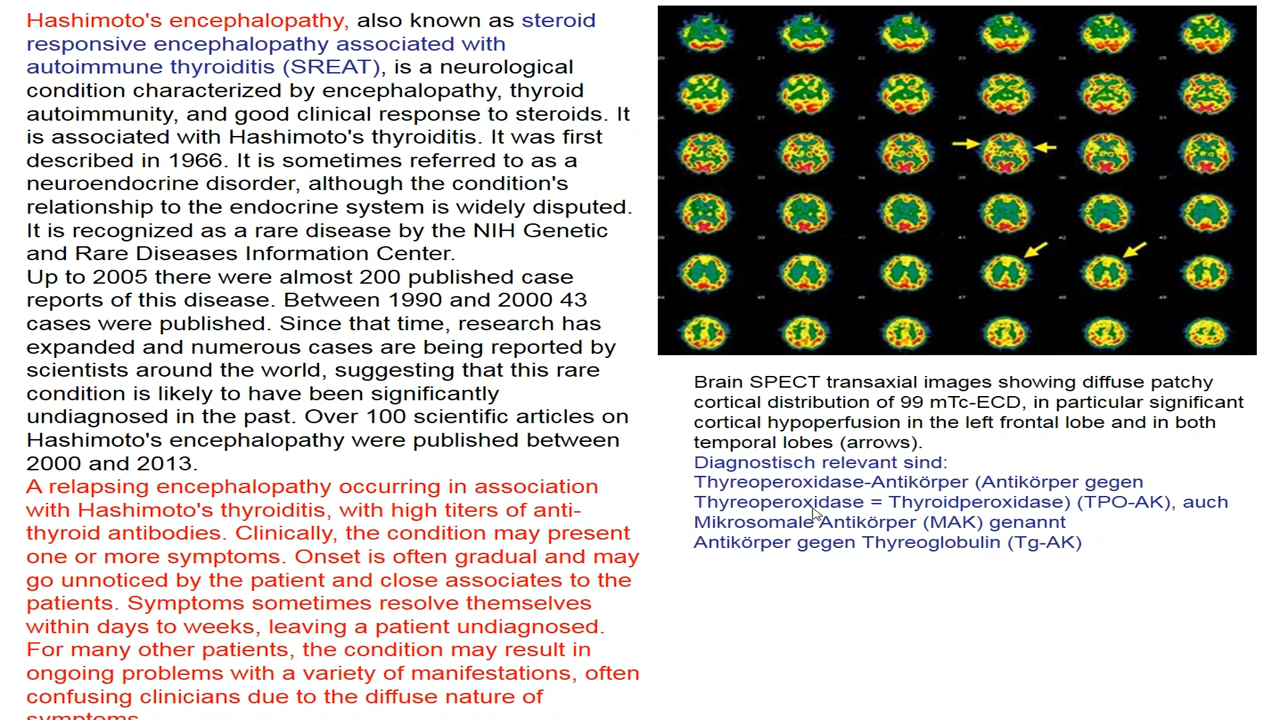 Hashimoto's encephalopathy, also known as steroid
responsive encephalopathy associated with
autoimmune thyroiditis (SREAT), is a neurological
condition characterized by encephalopathy, thyroid
autoimmunity, and good clinical response to steroids. It
is associated with Hashimoto's thyroiditis. It was first
described in 1966. It is sometimes referred to as a
neuroendocrine disorder, although the condition's
relationship to the endocrine system is widely disputed.
It is recognized as a rare disease by the NIH Genetic
and Rare Diseases Information Center.
Up to 2005 there were almost 200 published case
reports of this disease. Between 1990 and 2000 43
cases were published. Since that time, research has
expanded and numerous cases are being reported by
scientists around the world, suggesting that this rare
condition is likely to have been significantly
undiagnosed in the past. Over 100 scientific articles on
Hashimoto's encephalopathy were published between
2000 and 2013.
A relapsing encephalopathy occurring in association
with Hashimoto's thyroiditis, with high titers of anti-
thyroid antibodies. Clinically, the condition may present
one or more symptoms. Onset is often gradual and may
go unnoticed by the patient and close associates to the
patients. Symptoms sometimes resolve themselves
within days to weeks, leaving a patient undiagnosed.
For many other patients, the condition may result in
ongoing problems with a variety of manifestations, often
confusing clinicians due to the diffuse nature of
symptoms.
Brain SPECT transaxial images showing diffuse patchy
cortical distribution of 99 mTc-ECD, in particular significant
cortical hypoperfusion in the left frontal lobe and in both
temporal lobes (arrows).
Diagnostisch relevant sind:
Thyreoperoxidase-Antikörper (Antikörper gegen
Thyreoperoxidase = Thyroidperoxidase) (TPO-AK), auch
Mikrosomale Antikörper (MAK) genannt
Antikörper gegen Thyreoglobulin (Tg-AK)